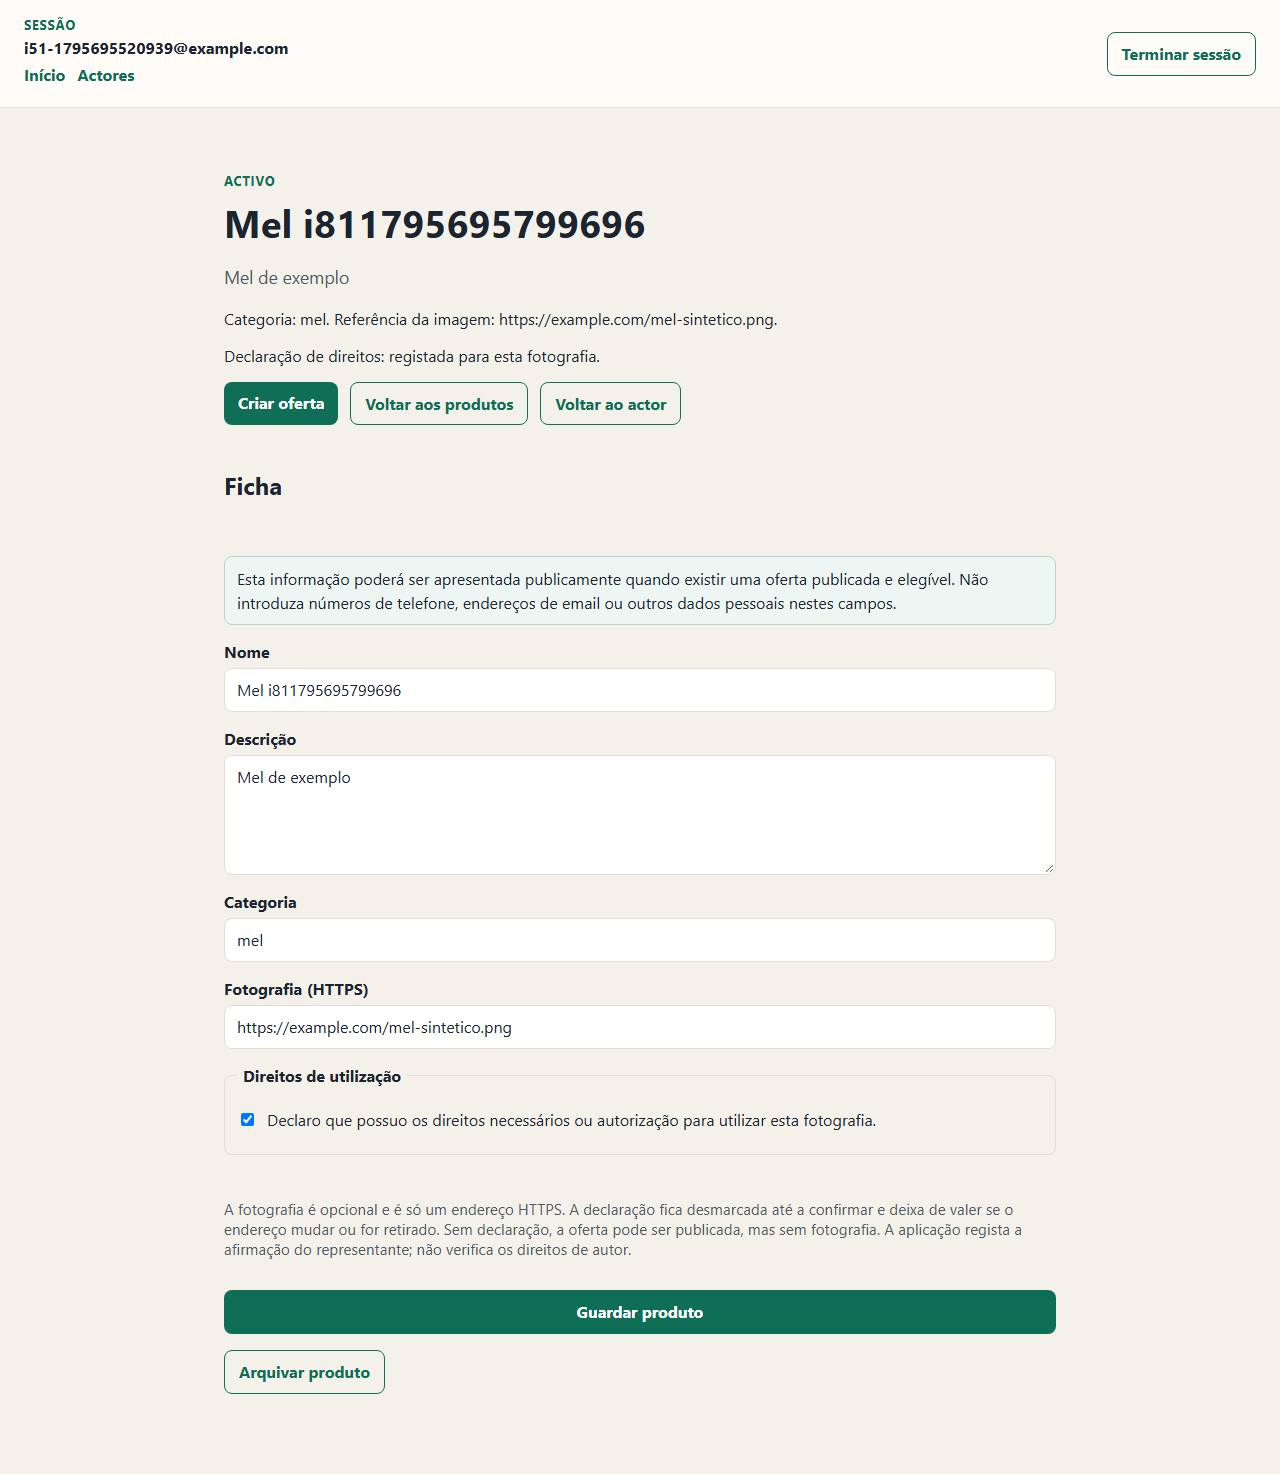 SESSÃO
i51-1795695520939@example.com
Início Actores
Terminar sessão
ACTIVO
Mel i811795695799696
Mel de exemplo
Categoria: mel. Referência da imagem: https://example.com/mel-sintetico.png.
Declaração de direitos: registada para esta fotografia.
Criar oferta
Voltar aos produtos
Voltar ao actor
Ficha
Esta informação poderá ser apresentada publicamente quando existir uma oferta publicada e elegível. Não
introduza números de telefone, endereços de email ou outros dados pessoais nestes campos.
Nome
Mel i811795695799696
Descrição
Mel de exemplo
Categoria
mel
Fotografia (HTTPS)
https://example.com/mel-sintetico.png
Direitos de utilização
Declaro que possuo os direitos necessários ou autorização para utilizar esta fotografia.
A fotografia é opcional e é só um endereço HTTPS. A declaração fica desmarcada até a confirmar e deixa de valer se o
endereço mudar ou for retirado. Sem declaração, a oferta pode ser publicada, mas sem fotografia. A aplicação regista a
afirmação do representante; não verifica os direitos de autor.
Guardar produto
Arquivar produto